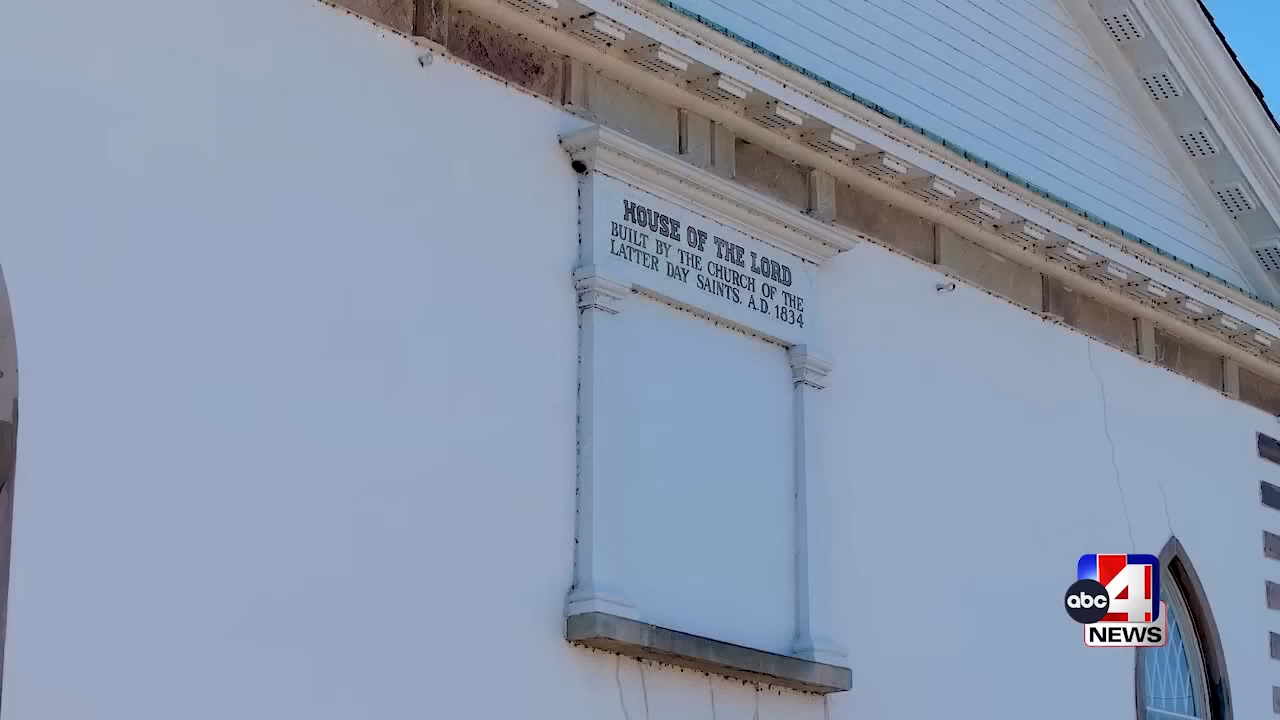 HOUSE OF THE LORD
BUILT BY THE CHURCH OF THE
LATTER DAY SAINTS. A.D. 1834
abc 4
NEWS